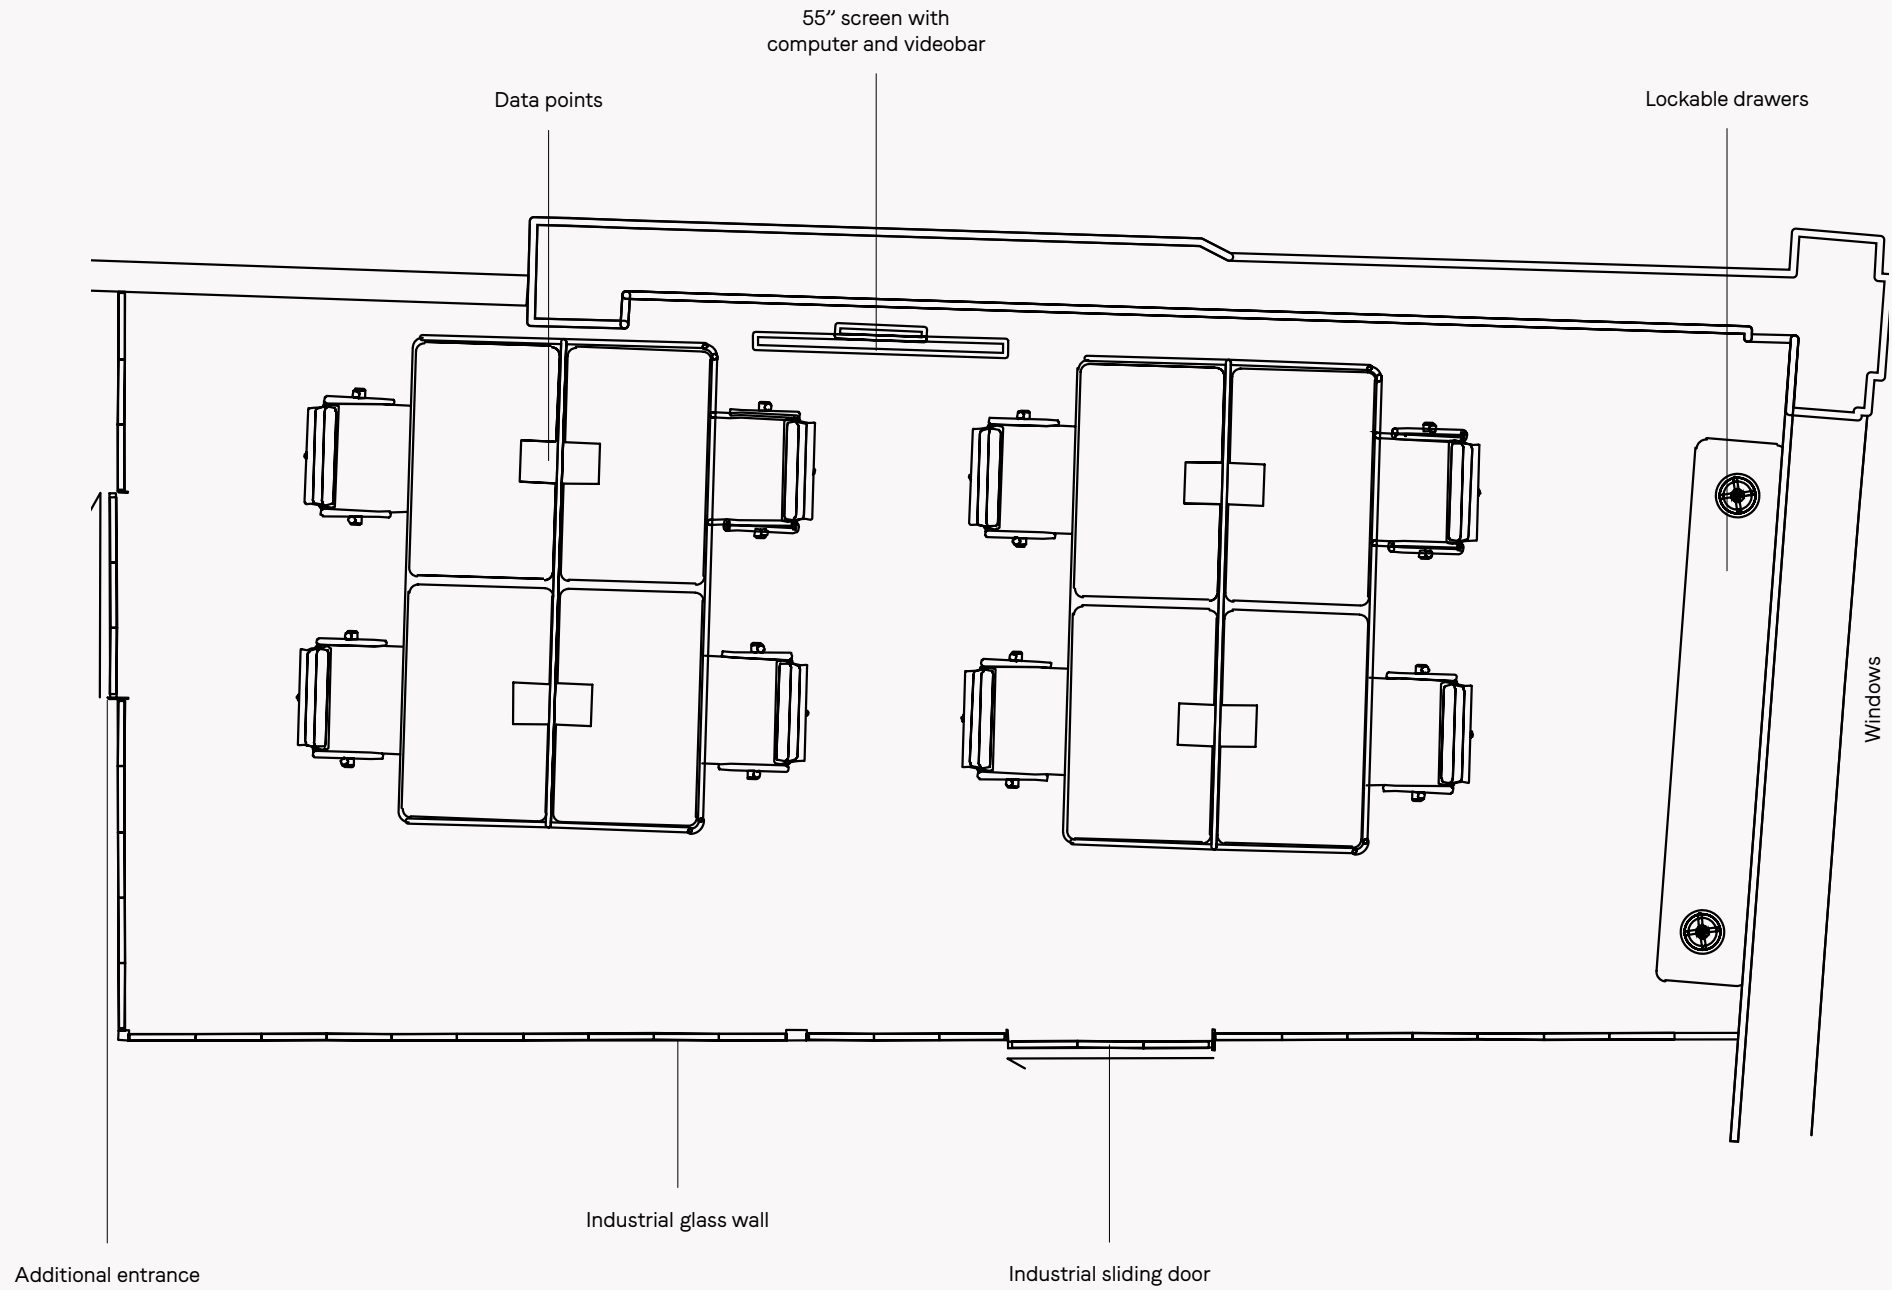 55” screen with
computer and videobar
Data points
Lockable drawers
Windows
Industrial glass wall
Additional entrance
Industrial sliding door